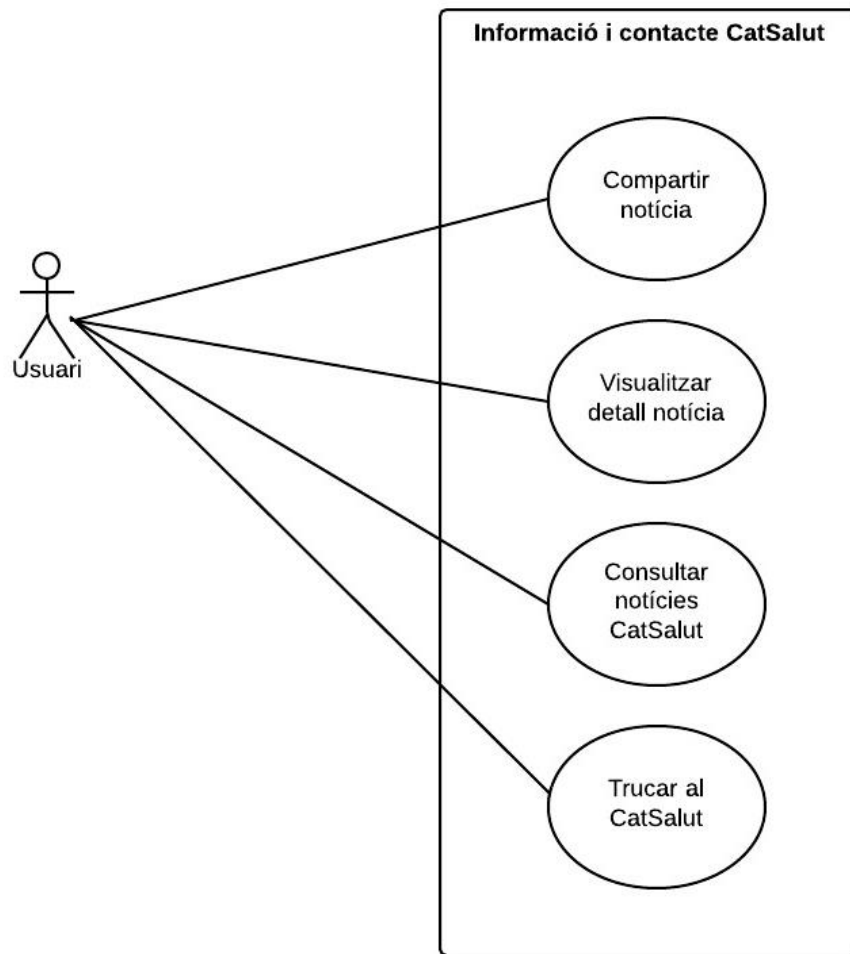 Informació i contacte CatSalut
Compartir
notícia
Usuari
Visualitzar
detall notícia
Consultar
notícies
CatSalut
Trucar al
CatSalut